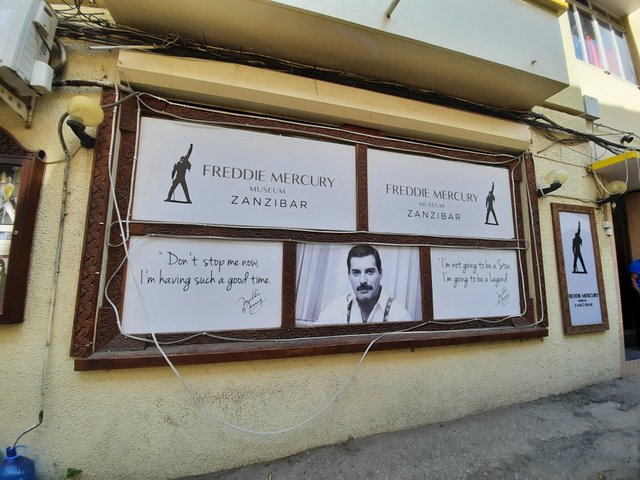 FREDDIE MERCURY
MUSEUM
ZANZIBAR
FREDDIE MERCURY
MUSEUM
ZANZIBAR
"Don't stop me now,
I'm having such a good time.
"I'm not going to be a Star,
I'm going to be a Legend
FREDDIE MERCURY
MUSEUM
ZANZIBAR